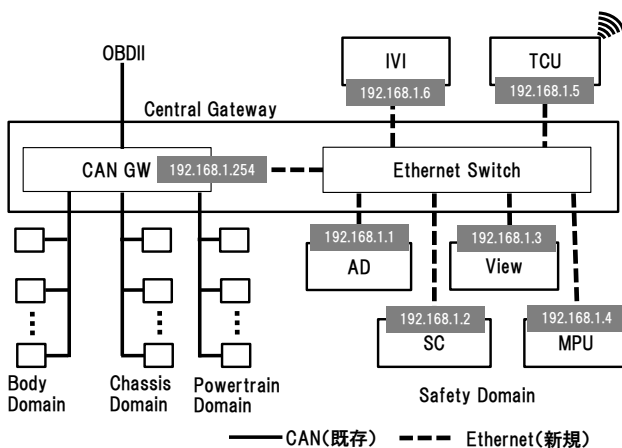 OBDII
IVI
192.168.1.6
TCU
192.168.1.5
Central Gateway
CAN GW
192.168.1.254
Ethernet Switch
192.168.1.1
AD
192.168.1.3
View
192.168.1.2
SC
192.168.1.4
MPU
Body
Domain
Chassis
Domain
Powertrain
Domain
Safety Domain
CAN(既存)
Ethernet(新規)